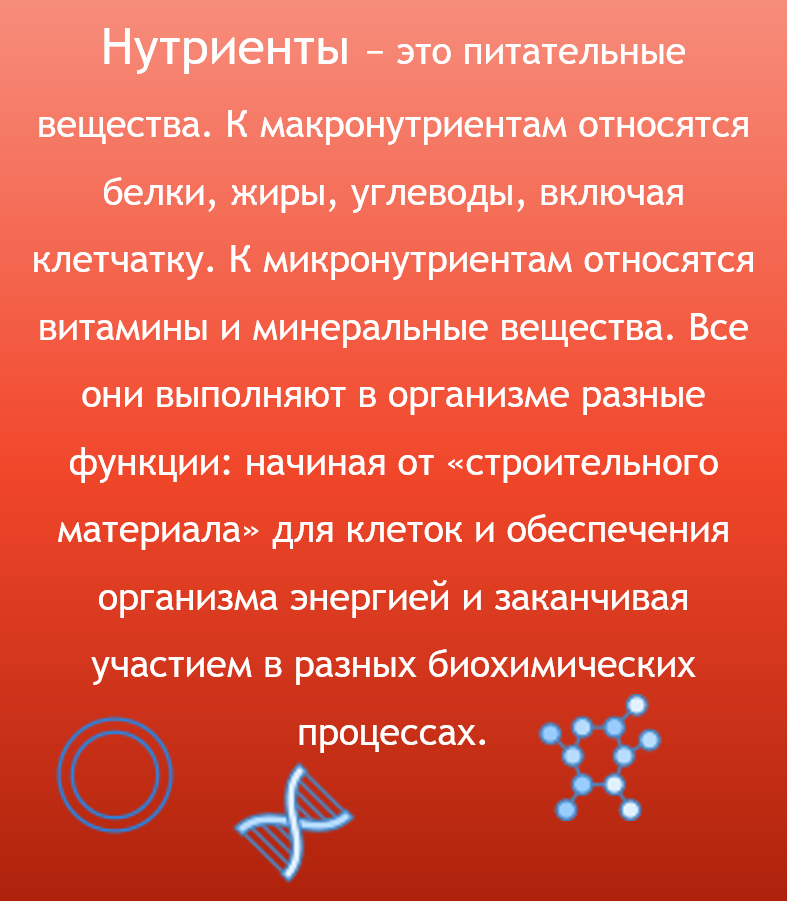 Нутриенты – это питательные
вещества. К макронутриентам относятся
белки, жиры, углеводы, включая
клетчатку. К микронутриентам относятся
витамины и минеральные вещества. Все
они выполняют в организме разные
функции: начиная от «строительного
материала» для клеток и обеспечения
организма энергией и заканчивая
участием в разных биохимических
процессах.